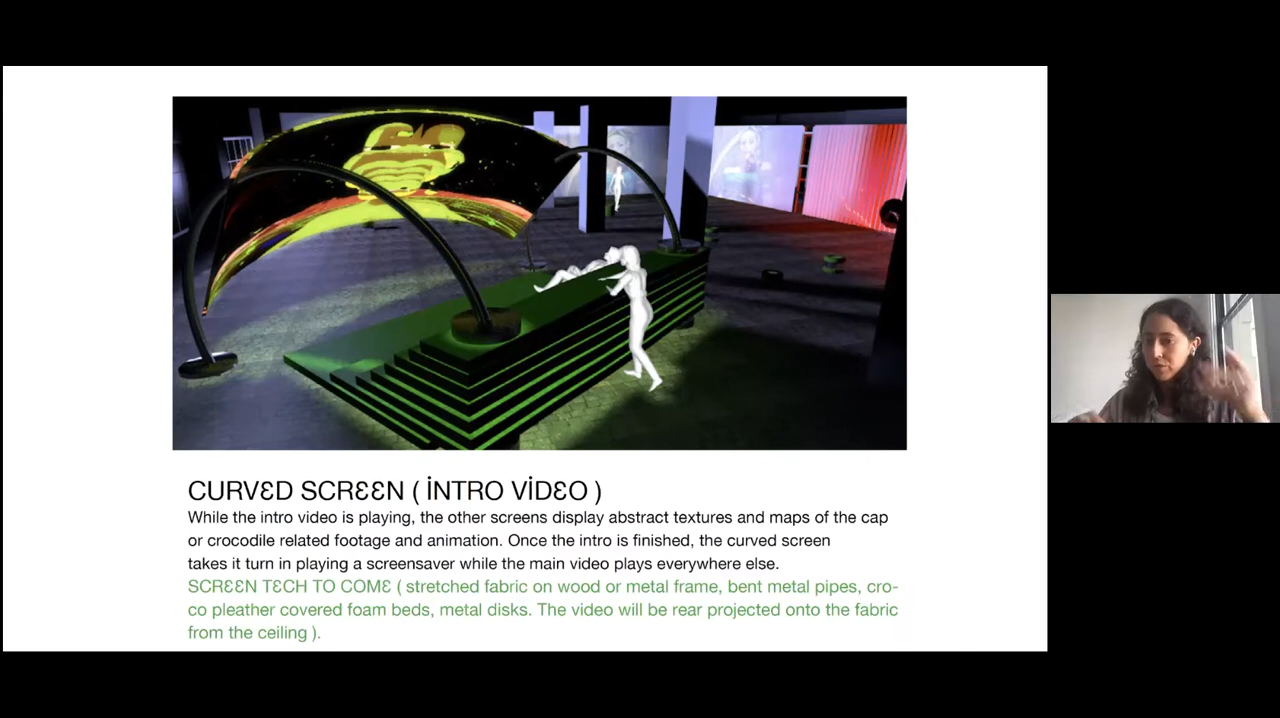 CURVƐD SCRƐƐN ( İNTRO VİDƐO )
While the intro video is playing, the other screens display abstract textures and maps of the cap
or crocodile related footage and animation. Once the intro is finished, the curved screen
takes it turn in playing a screensaver while the main video plays everywhere else.
SCRƐƐN TƐCH TO COMƐ ( stretched fabric on wood or metal frame, bent metal pipes, cro-
co pleather covered foam beds, metal disks. The video will be rear projected onto the fabric
from the ceiling ).